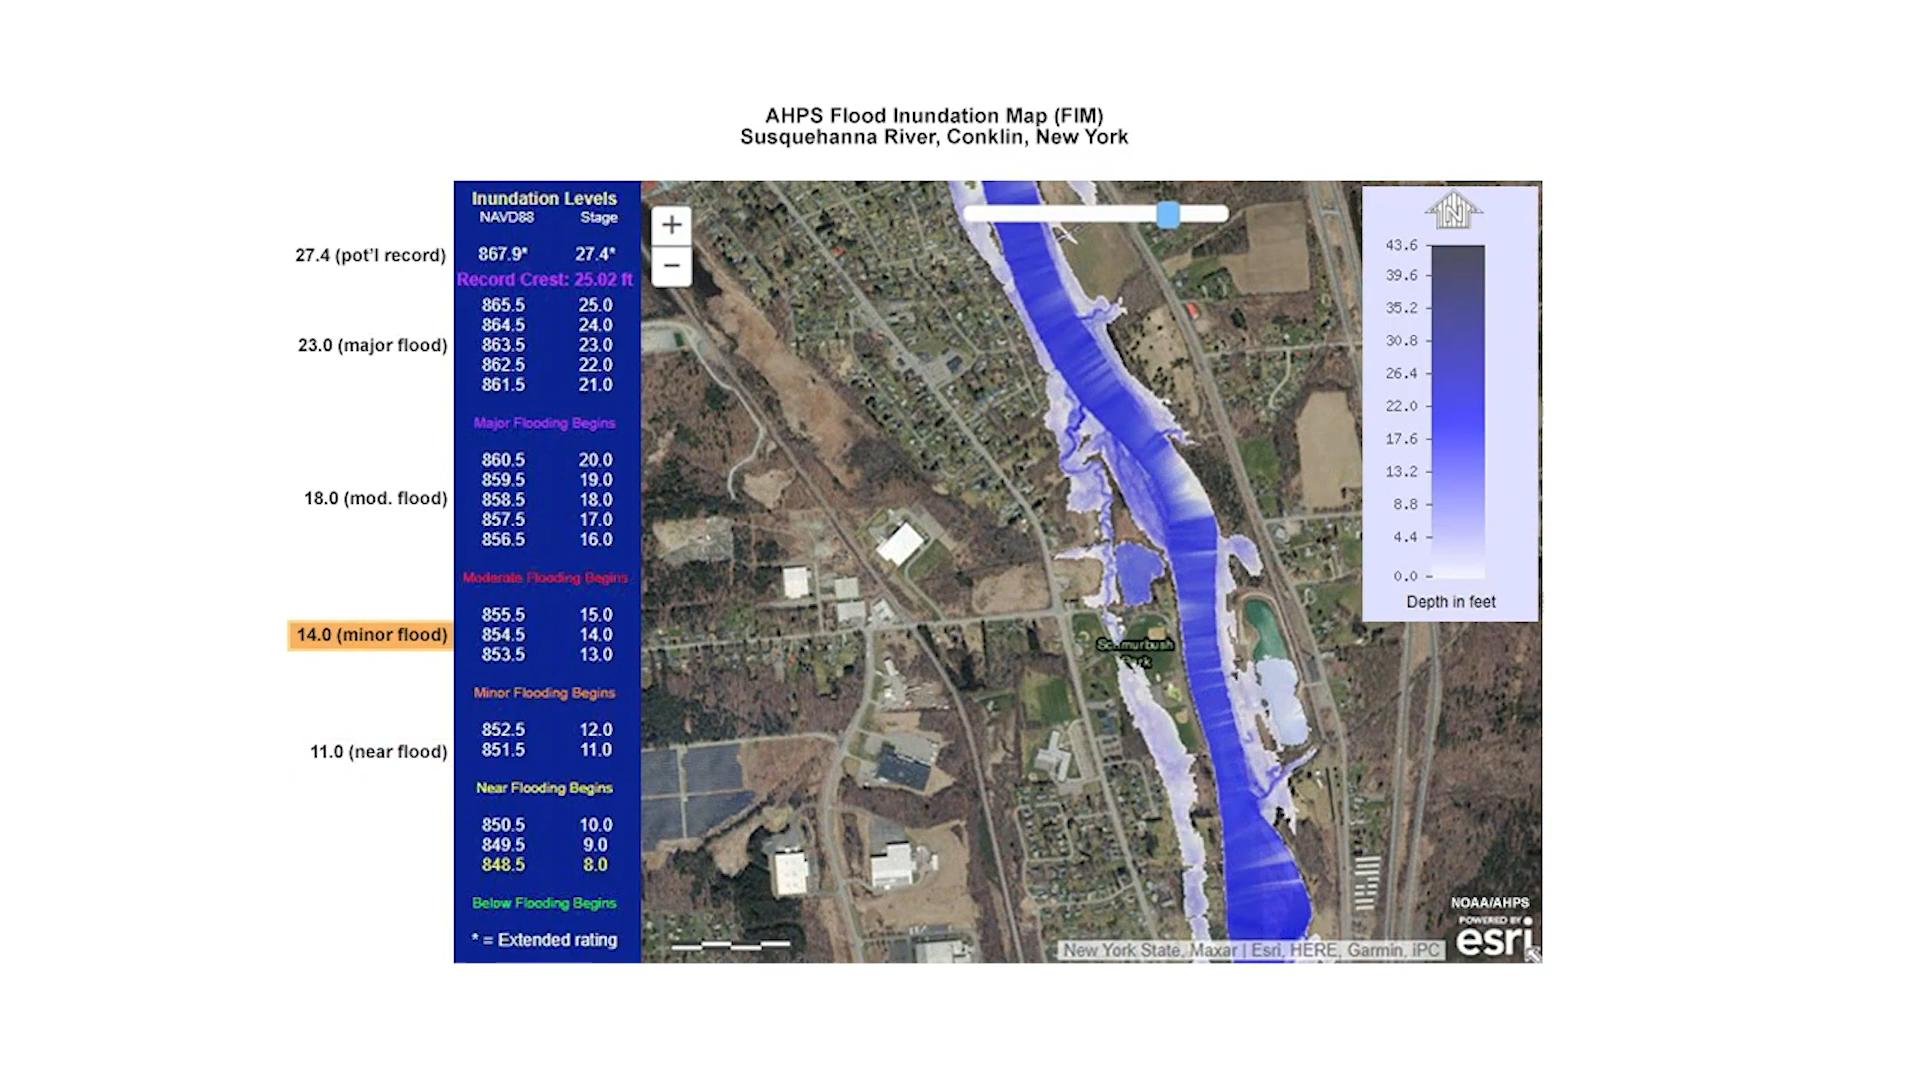 AHPS Flood Inundation Map (FIM)
Susquehanna River, Conklin, New York
27.4 (pot'l record)
23.0 (major flood)
18.0 (mod. flood)
14.0 (minor flood)
11.0 (near flood)
Inundation Levels
NAVD88 Stage
867.9* 27.4*
Record Crest: 25.02 ft
865.5 25.0
864.5 24.0
863.5 23.0
862.5 22.0
861.5 21.0
Major Flooding Begins
860.5 20.0
859.5 19.0
858.5 18.0
857.5 17.0
856.5 16.0
Moderate Flooding Begins
855.5 15.0
854.5 14.0
853.5 13.0
Minor Flooding Begins
852.5 12.0
851.5 11.0
Near Flooding Begins
850.5 10.0
849.5 9.0
848.5 8.0
Below Flooding Begins
* = Extended rating
+
−
N
43.6
39.6
35.2
30.8
26.4
22.0
17.6
13.2
8.8
4.4
0.0
Depth in feet
NOAA/AHPS
POWERED BY
esri
New York State, Maxar | Esri, HERE, Garmin, iPC